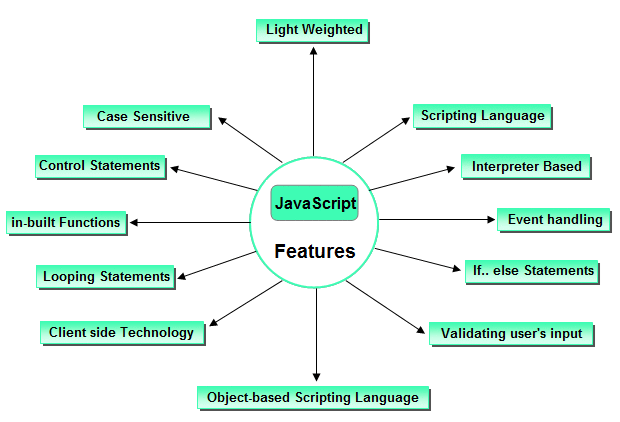 Light Weighted
Case Sensitive
Scripting Language
Control Statements
Interpreter Based
JavaScript
in-built Functions
Event handling
Features
Looping Statements
If.. else Statements
Client side Technology
Validating user's input
Object-based Scripting Language